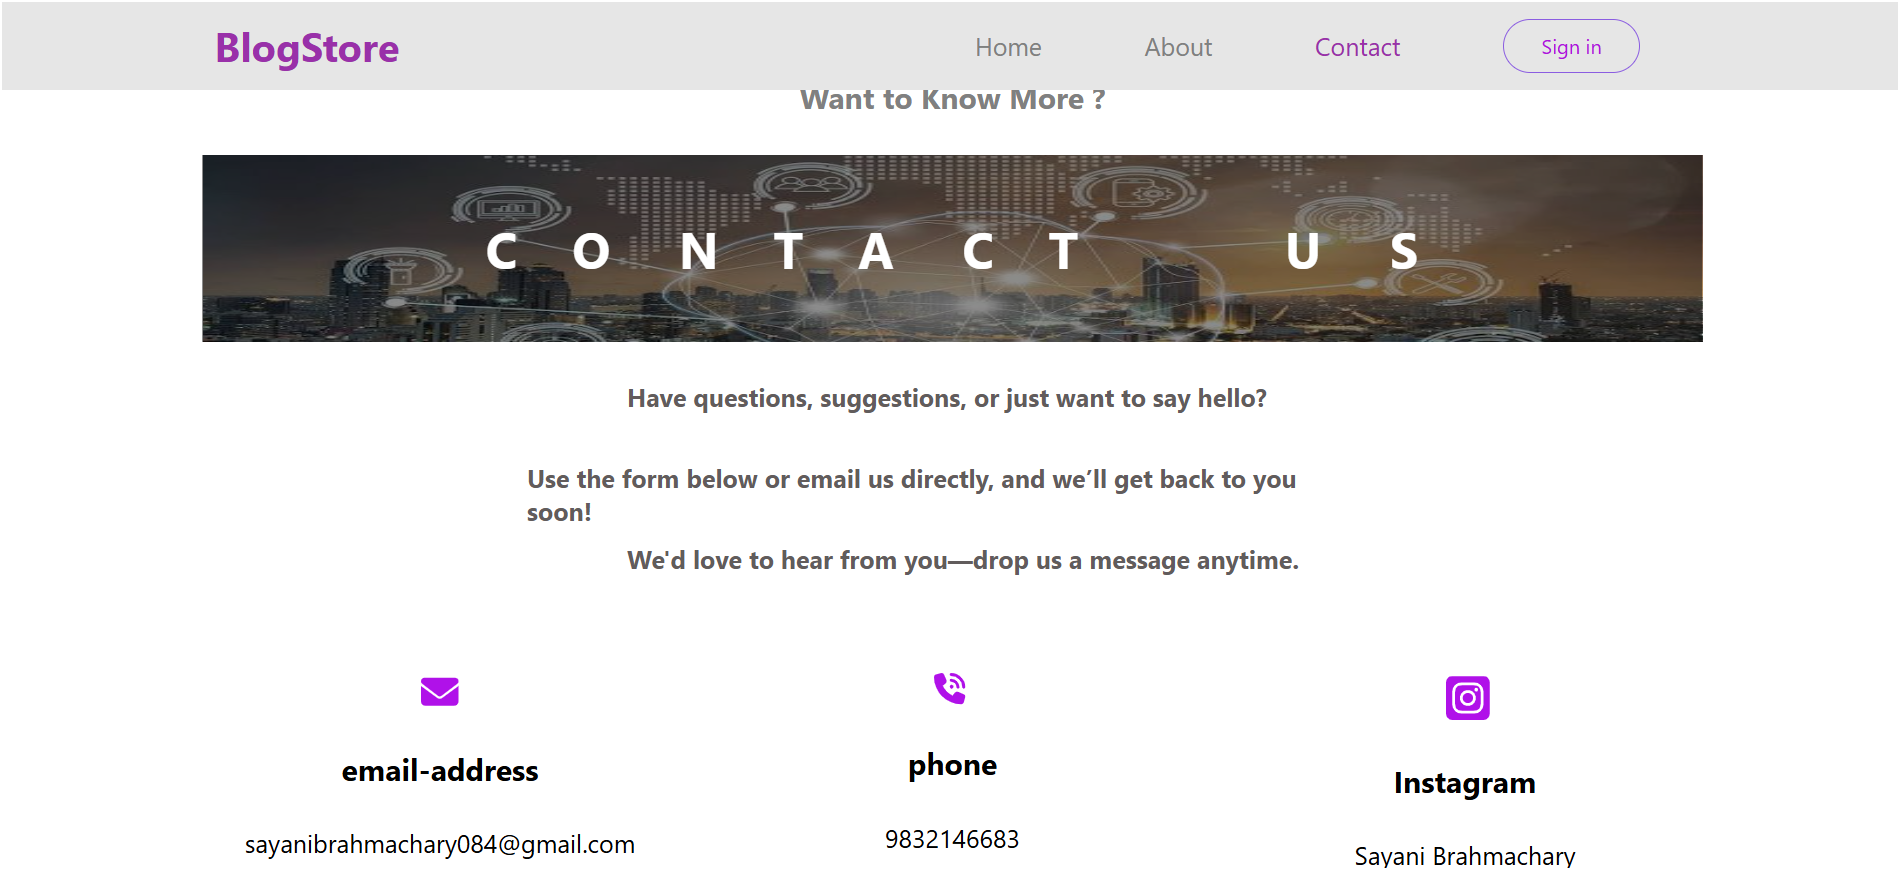 BlogStore Home About Contact Sign in
Want to Know More ?
CONTACT US
Have questions, suggestions, or just want to say hello?
Use the form below or email us directly, and we’ll get back to you
soon!
We'd love to hear from you—drop us a message anytime.
email-address phone Instagram
sayanibrahmachary084@gmail.com 9832146683 Sayani Brahmachary